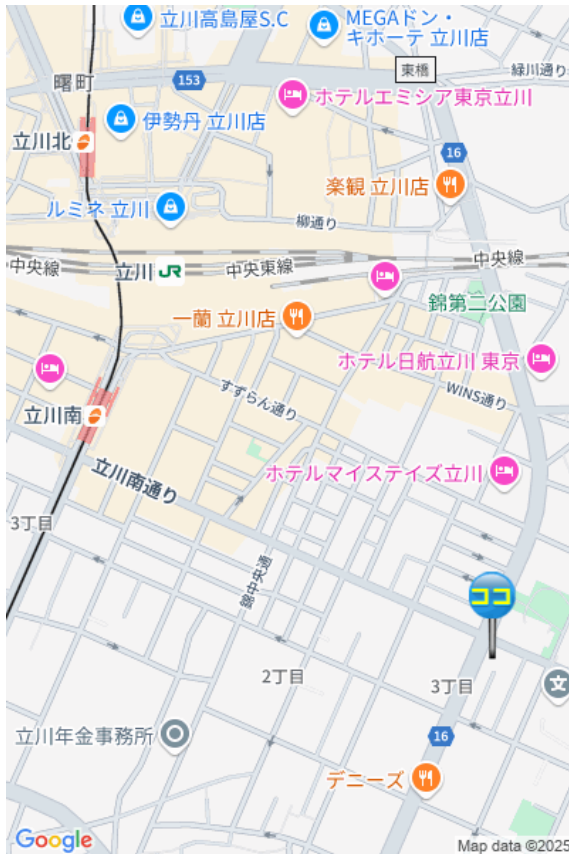 立川高島屋S.C
MEGAドン・
キホーテ 立川店
東橋
緑川通り
曙町
153
ホテルエミシア東京立川
伊勢丹 立川店
立川北
16
楽観 立川店
ルミネ 立川
柳通り
中央線
立川 JR
中央東線
中央線
錦第二公園
一蘭 立川店
ホテル日航立川 東京
すずらん通り
WINS通り
立川南
立川南通り
ホテルマイステイズ立川
3丁目
錦中央通
ココ
2丁目
3丁目
文
立川年金事務所
16
デニーズ
Google
Map data ©2025